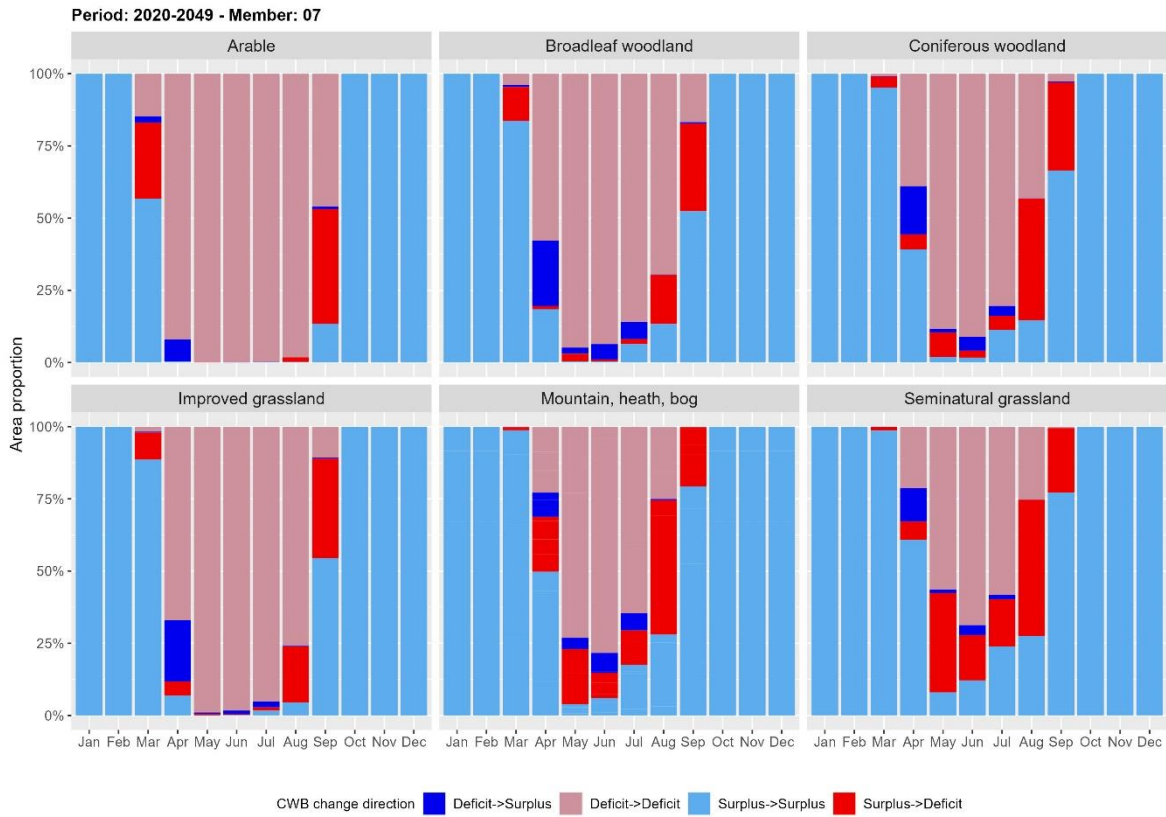 Period: 2020-2049 - Member: 07
Arable
Broadleaf woodland
Coniferous woodland
100%
75%
50%
25%
0%
Improved grassland
Mountain, heath, bog
Seminatural grassland
100%
75%
50%
25%
0%
Area proportion
Jan Feb Mar Apr May Jun Jul Aug Sep Oct Nov Dec
Jan Feb Mar Apr May Jun Jul Aug Sep Oct Nov Dec
Jan Feb Mar Apr May Jun Jul Aug Sep Oct Nov Dec
CWB change direction Deficit->Surplus Deficit->Deficit Surplus->Surplus Surplus->Deficit